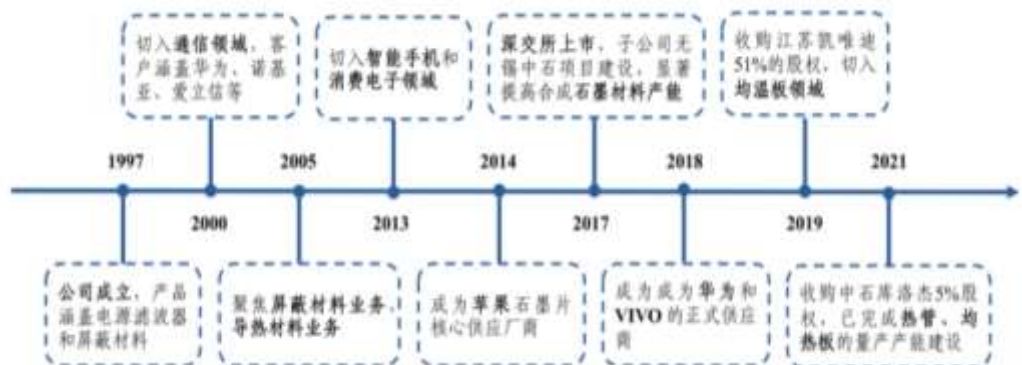 切入通信领域，客
户涵盖华为、诺基
亚、爱立信等
切入智能手机和
消费电子领域
深交所上市，子公司无
锡中石项目建设，显著
提高合成石墨材料产能
收购江苏凯唯迪
51%的股权，切入
均温板领域
1997
2005
2014
2018
2021
2000
2013
2017
2019
公司成立，产品
涵盖电源滤波器
和屏蔽材料
聚焦屏蔽材料业务、
导热材料业务
成为苹果石墨片
核心供应厂商
成为成为华为和
VIVO 的正式供应
商
收购中石库洛杰5%股
权，已完成热管、均
热板的量产产能建设